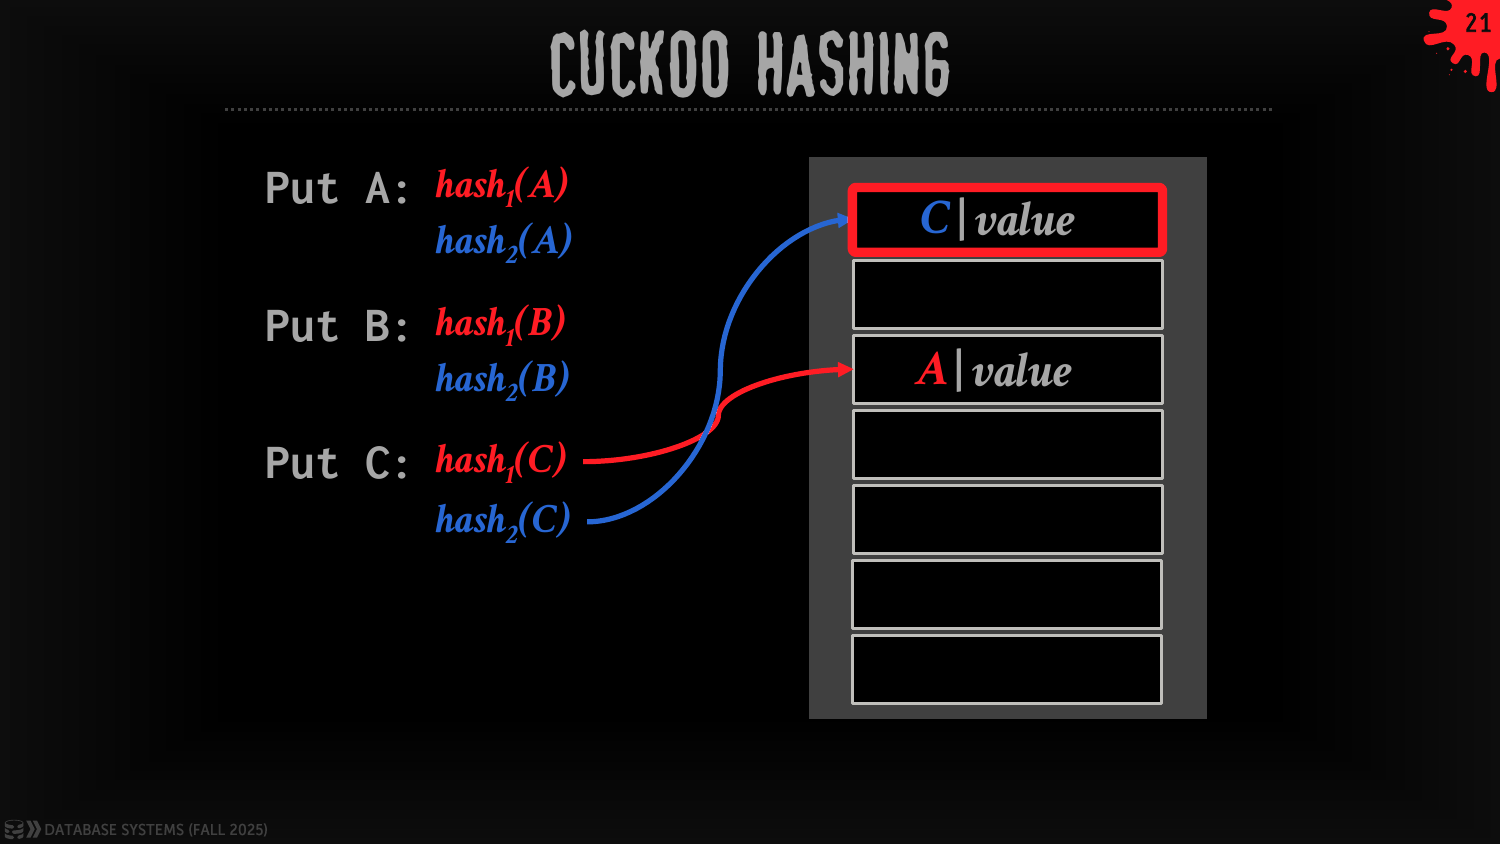 21
CUCKOO HASHING
Put A: hash1(A)
hash2(A)
Put B: hash1(B)
hash2(B)
Put C: hash1(C)
hash2(C)
C|value
A|value
DATABASE SYSTEMS (FALL 2025)